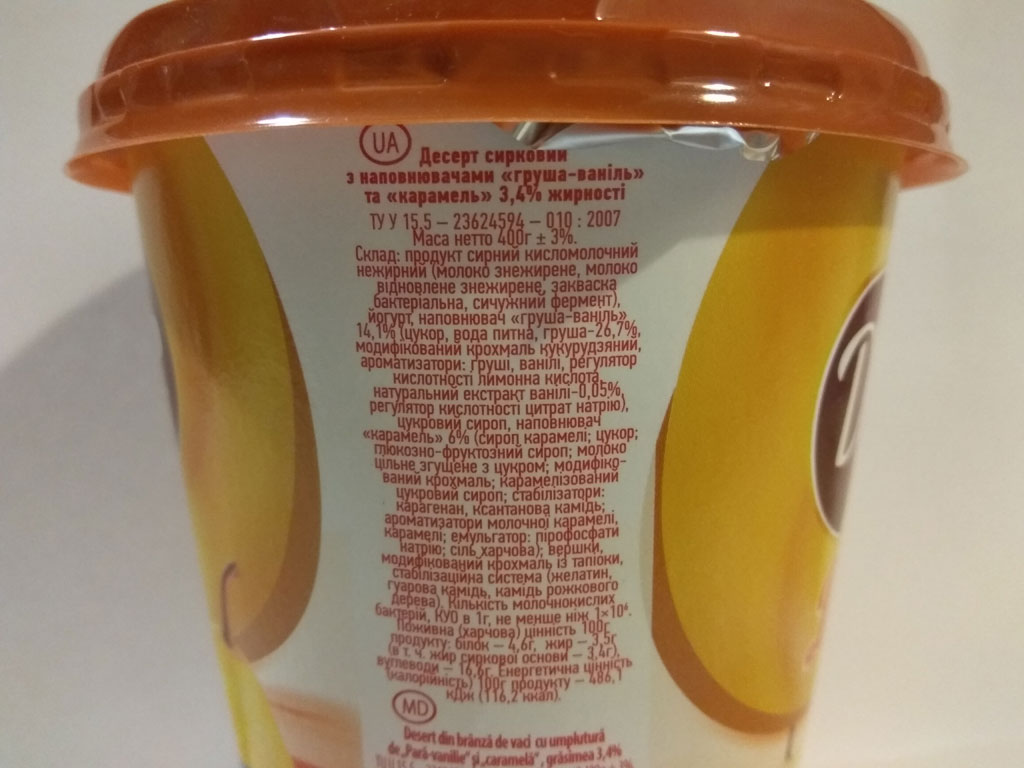 UA
Десерт сирковий
з наповнювачами «груша-ваніль»
та «карамель» 3,4% жирності
ТУ У 15.5 – 23624594 – 010 : 2007
Маса нетто 400г ± 3%.
Склад: продукт сирний кисломолочний
нежирний (молоко знежирене, молоко
відновлене знежирене, закваска
бактеріальна, сичужний фермент),
йогурт, наповнювач «груша-ваніль»
14,1% (цукор, вода питна, груша-26,7%,
модифікований крохмаль кукурудзяний,
ароматизатори: груші, ванілі, регулятор
кислотності лимонна кислота,
натуральний екстракт ванілі-0,05%,
регулятор кислотності цитрат натрію),
цукровий сироп, наповнювач
«карамель» 6% (сироп карамелі; цукор;
глюкозно-фруктозний сироп; молоко
цільне згущене з цукром; модифіко-
ваний крохмаль; карамелізований
цукровий сироп; стабілізатори:
карагенан, ксантанова камідь;
ароматизатори молочної карамелі,
карамелі; емульгатор: пірофосфати
натрію; сіль харчова); вершки,
модифікований крохмаль із тапіоки,
стабілізаційна система (желатин,
гуарова камідь, камідь рожкового
дерева). Кількість молочнокислих
бактерій, КУО в 1г, не менше ніж 1×10⁶.
Поживна (харчова) цінність 100г
продукту: білок – 4,6г, жир – 3,5г
(в т. ч. жир сиркової основи – 3,4г),
вуглеводи – 16,6г. Енергетична цінність
(калорійність) 100г продукту – 486,1
кДж (116,2 ккал).
MD
Desert din brânză de vaci cu umplutură
de „Pară-vanilie" şi „caramelă", grăsimea 3,4%